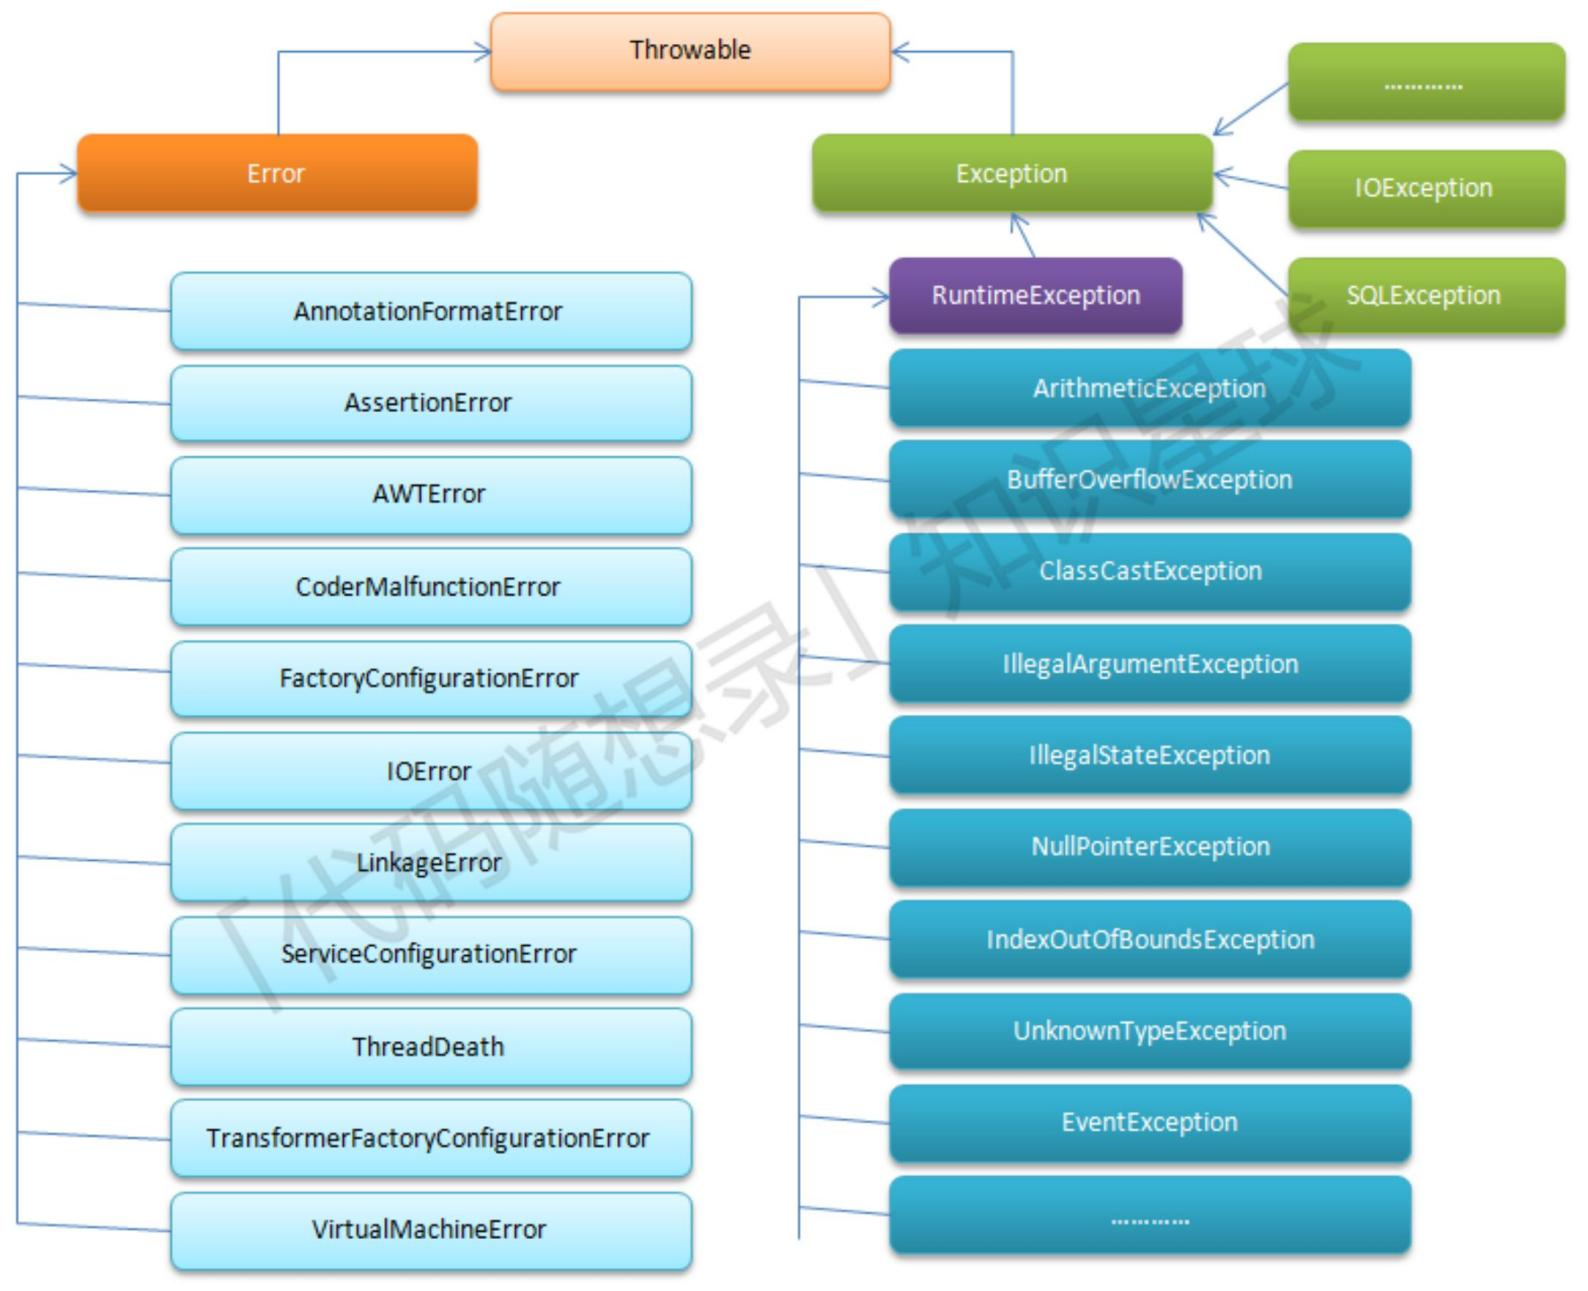 Throwable
…………
Error
Exception
IOException
RuntimeException
SQLException
AnnotationFormatError
AssertionError
AWTError
CoderMalfunctionError
FactoryConfigurationError
IOError
LinkageError
ServiceConfigurationError
ThreadDeath
TransformerFactoryConfigurationError
VirtualMachineError
ArithmeticException
BufferOverflowException
ClassCastException
IllegalArgumentException
IllegalStateException
NullPointerException
IndexOutOfBoundsException
UnknownTypeException
EventException
…………
「代码随想录」知识星球